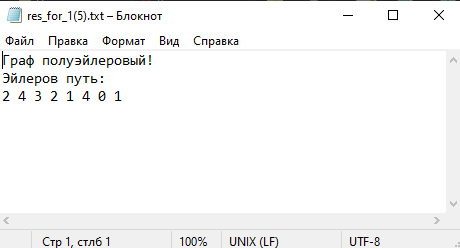 res_for_1(5).txt – Блокнот
Файл Правка Формат Вид Справка
Граф полуэйлеровый!
Эйлеров путь:
2 4 3 2 1 4 0 1
Стр 1, стлб 1 100% UNIX (LF) UTF-8